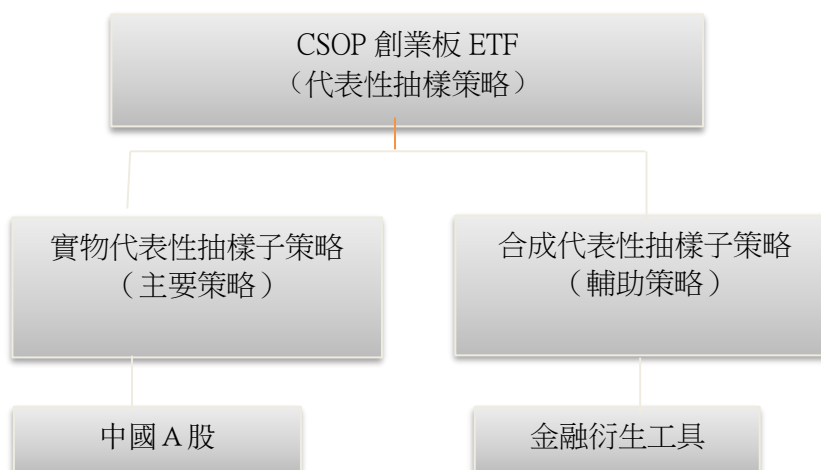 CSOP 創業板 ETF
（代表性抽樣策略）
實物代表性抽樣子策略
（主要策略）
合成代表性抽樣子策略
（輔助策略）
中國 A 股
金融衍生工具